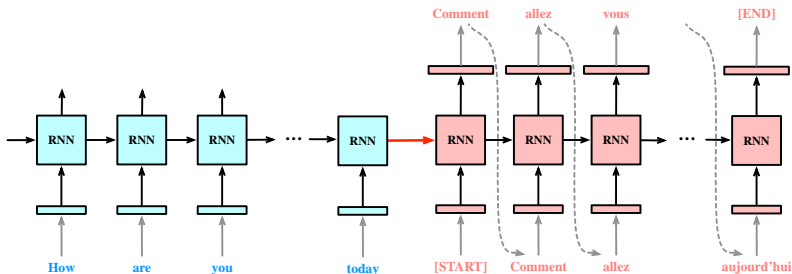 Comment allez vous [END]
RNN RNN RNN ... RNN RNN RNN RNN ... RNN
How are you today [START] Comment allez aujourd'hui